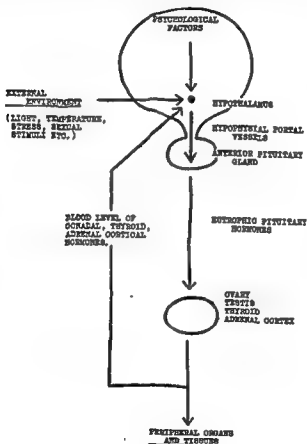 PSYCHOLOGICAL
FACTORS
EXTERNAL
ENVIRONMENT
(LIGHT, TEMPERATURE,
STRESS, SEXUAL
STIMULI ETC.)
HYPOTHALAMUS
HYPOPHYSIAL PORTAL
VESSELS
ANTERIOR PITUITARY
GLAND
BLOOD LEVEL OF
GONADAL, THYROID,
ADRENAL CORTICAL
HORMONES.
EUTROPHIC PITUITARY
HORMONES
OVARY
TESTIS
THYROID
ADRENAL CORTEX
PERIPHERAL ORGANS
AND TISSUES